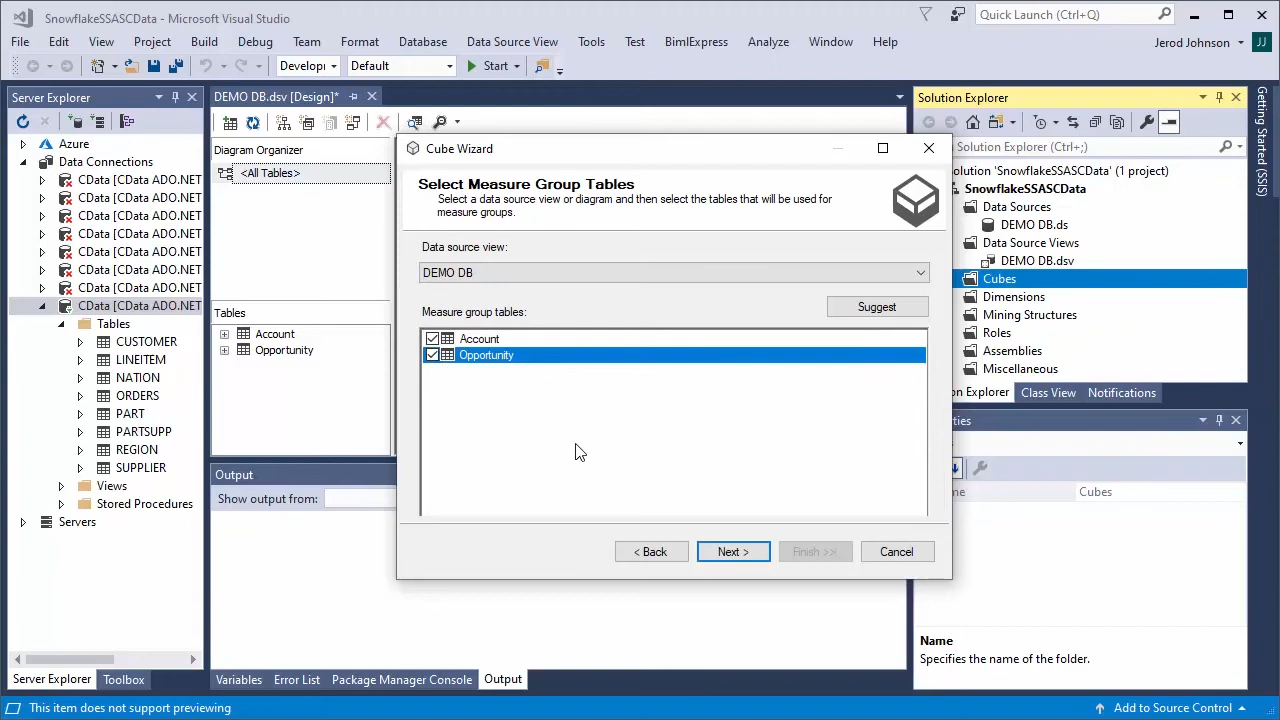 SnowflakeSSASCData - Microsoft Visual Studio
Quick Launch (Ctrl+Q)
File Edit View Project Build Debug Team Format Database Data Source View Tools Test BimlExpress Analyze Window Help
Jerod Johnson JJ
Develop Default Start
Server Explorer
Azure
Data Connections
CData [CData ADO.NET
CData [CData ADO.NET
CData [CData ADO.NET
CData [CData ADO.NET
CData [CData ADO.NET
CData [CData ADO.NET
CData [CData ADO.NET
CData [CData ADO.NET
Tables
CUSTOMER
LINEITEM
NATION
ORDERS
PART
PARTSUPP
REGION
SUPPLIER
Views
Stored Procedures
Servers
Server Explorer Toolbox
DEMO DB.dsv [Design]*
Diagram Organizer
<All Tables>
Tables
Account
Opportunity
Output
Show output from:
Variables Error List Package Manager Console Output
Cube Wizard
Select Measure Group Tables
Select a data source view or diagram and then select the tables that will be used for
measure groups.
Data source view:
DEMO DB
Suggest
Measure group tables:
Account
Opportunity
< Back Next > Finish >>| Cancel
Solution Explorer
Solution Explorer (Ctrl+;)
olution 'SnowflakeSSASCData' (1 project)
SnowflakeSSASCData
Data Sources
DEMO DB.ds
Data Source Views
DEMO DB.dsv
Cubes
Dimensions
Mining Structures
Roles
Assemblies
Miscellaneous
on Explorer Class View Notifications
ties
me Cubes
Name
Specifies the name of the folder.
Getting Started (SSIS)
This item does not support previewing
Add to Source Control